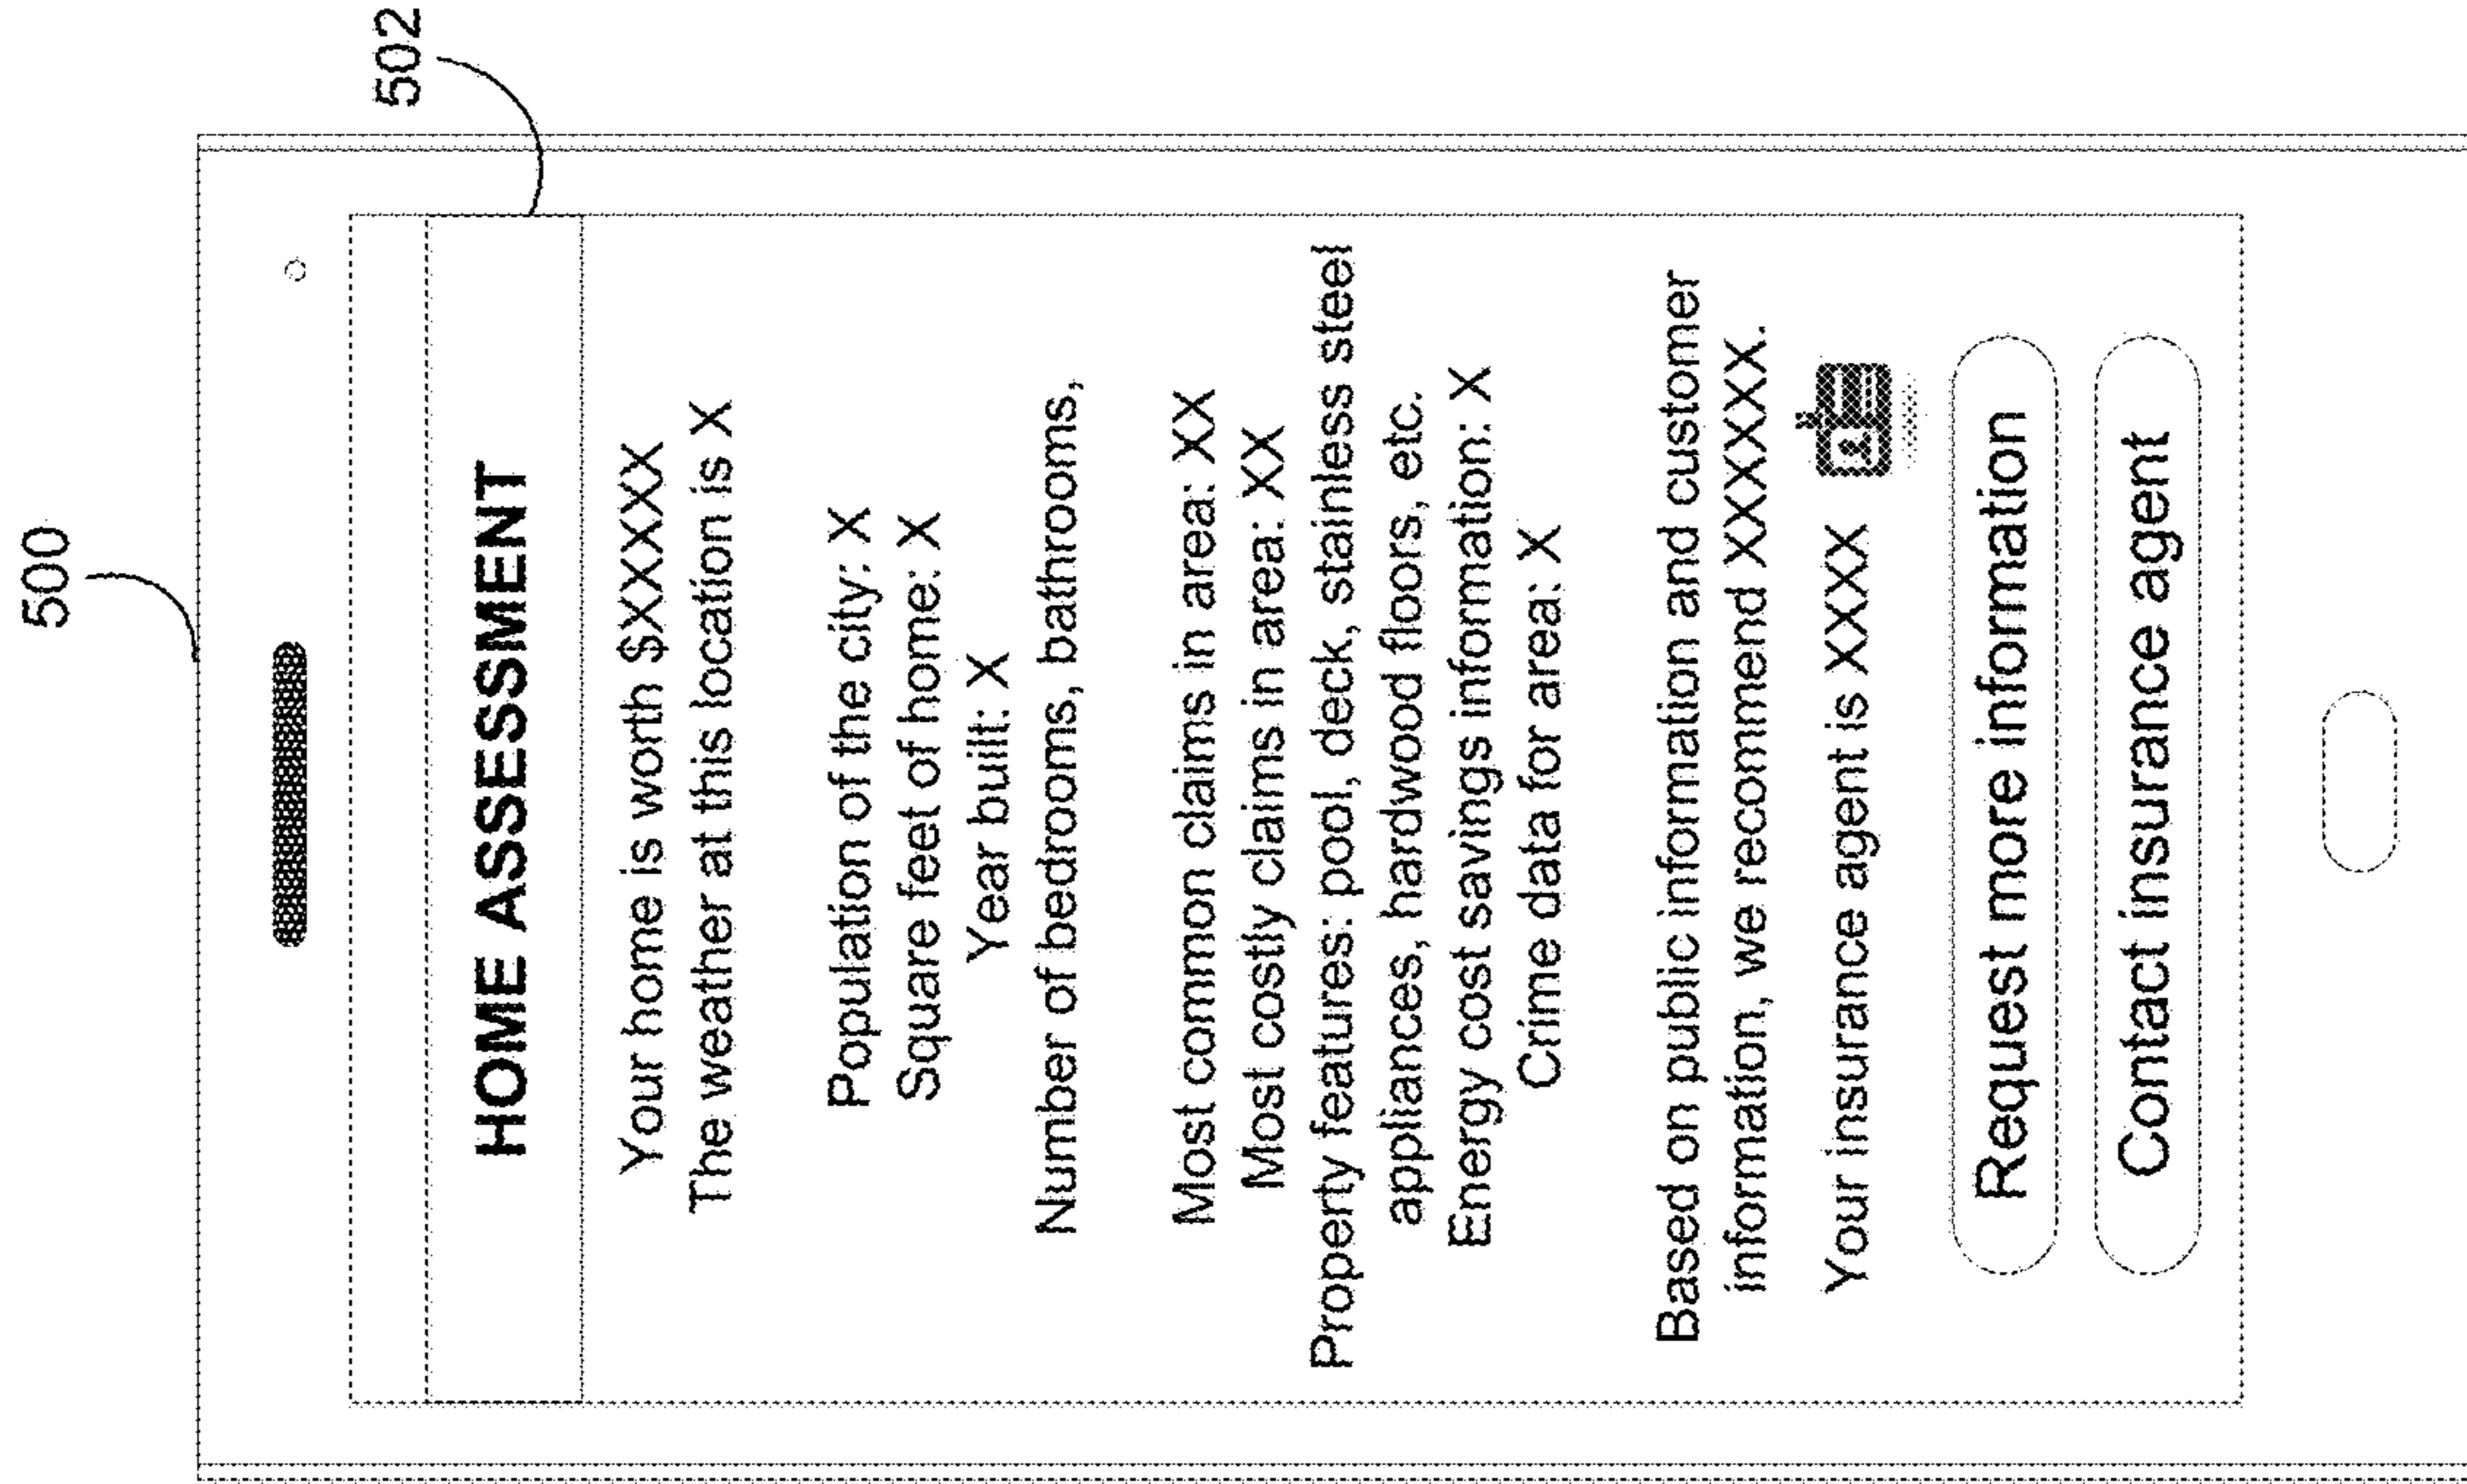 500
502
HOME ASSESSMENT
Your home is worth $XXXXX
The weather at this location is X
Population of the city: X
Square feet of home: X
Year built: X
Number of bedrooms, bathrooms,
Most common claims in area: XX
Most costly claims in area: XX
Property features: pool, deck, stainless steel
appliances, hardwood floors, etc.
Energy cost savings information: X
Crime data for area: X
Based on public information and customer
information, we recommend XXXXXX.
Your insurance agent is XXXX
Request more information
Contact insurance agent